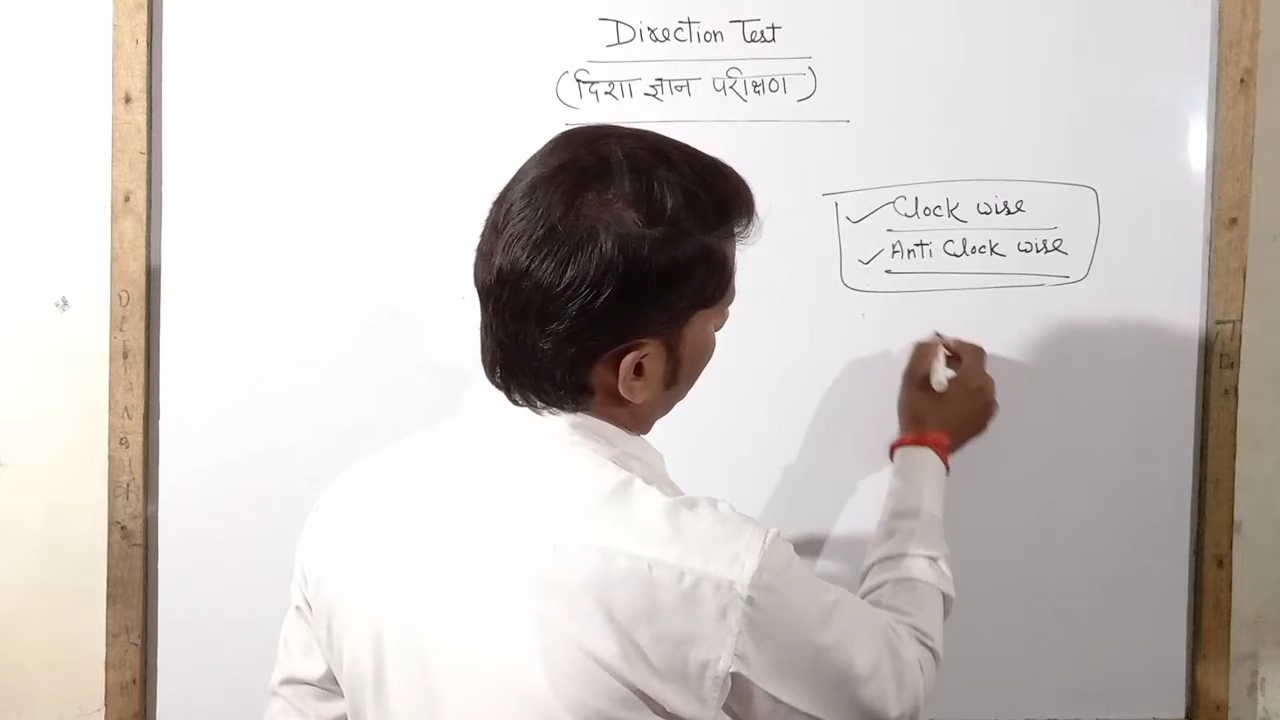 Direction Test
(दिशा ज्ञान परीक्षण)
Clock wise
Anti Clock wise